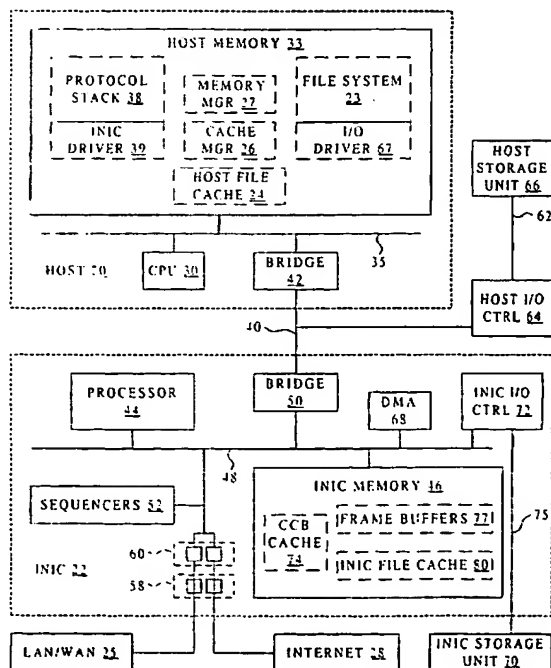 HOST MEMORY 33
PROTOCOL
STACK 38
MEMORY
MGR 27
FILE SYSTEM
23
INIC
DRIVER 39
CACHE
MGR 26
I/O
DRIVER 67
HOST FILE
CACHE 24
HOST
STORAGE
UNIT 66
62
35
HOST 20
CPU 30
BRIDGE
42
HOST I/O
CTRL 64
40
PROCESSOR
44
BRIDGE
50
DMA
68
INIC I/O
CTRL 72
48
SEQUENCERS 52
INIC MEMORY 46
CCB
CACHE
74
FRAME BUFFERS 77
INIC FILE CACHE 80
75
60
58
INIC 22
LAN/WAN 25
INTERNET 28
INIC STORAGE
UNIT 70